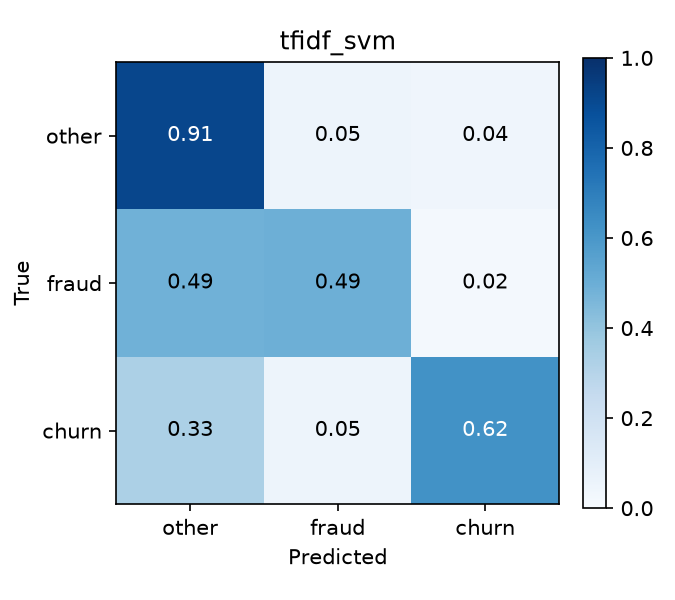 tfidf_svm
other 0.91 0.05 0.04
fraud 0.49 0.49 0.02
churn 0.33 0.05 0.62
other fraud churn
Predicted
True
1.0
0.8
0.6
0.4
0.2
0.0